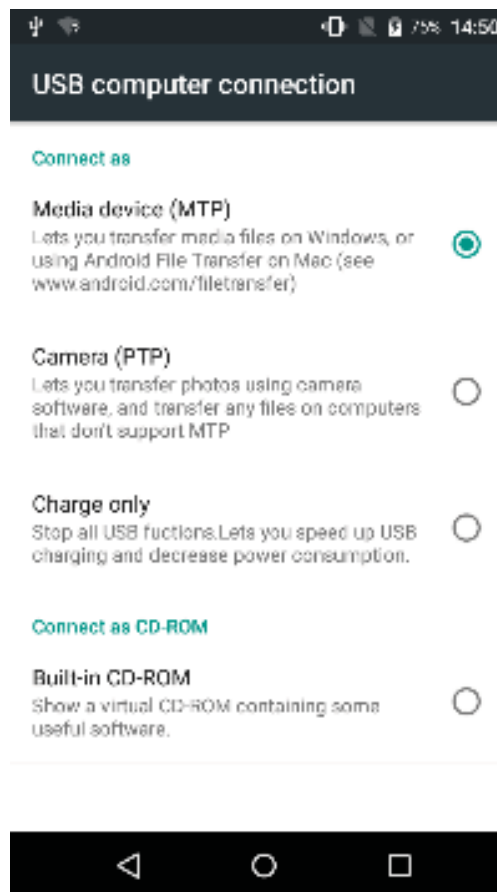 75% 14:50
USB computer connection
Connect as
Media device (MTP)
Lets you transfer media files on Windows, or
using Android File Transfer on Mac (see
www.android.com/filetransfer)
Camera (PTP)
Lets you transfer photos using camera
software, and transfer any files on computers
that don't support MTP
Charge only
Stop all USB fuctions.Lets you speed up USB
charging and decrease power consumption.
Connect as CD-ROM
Built-in CD-ROM
Show a virtual CD-ROM containing some
useful software.